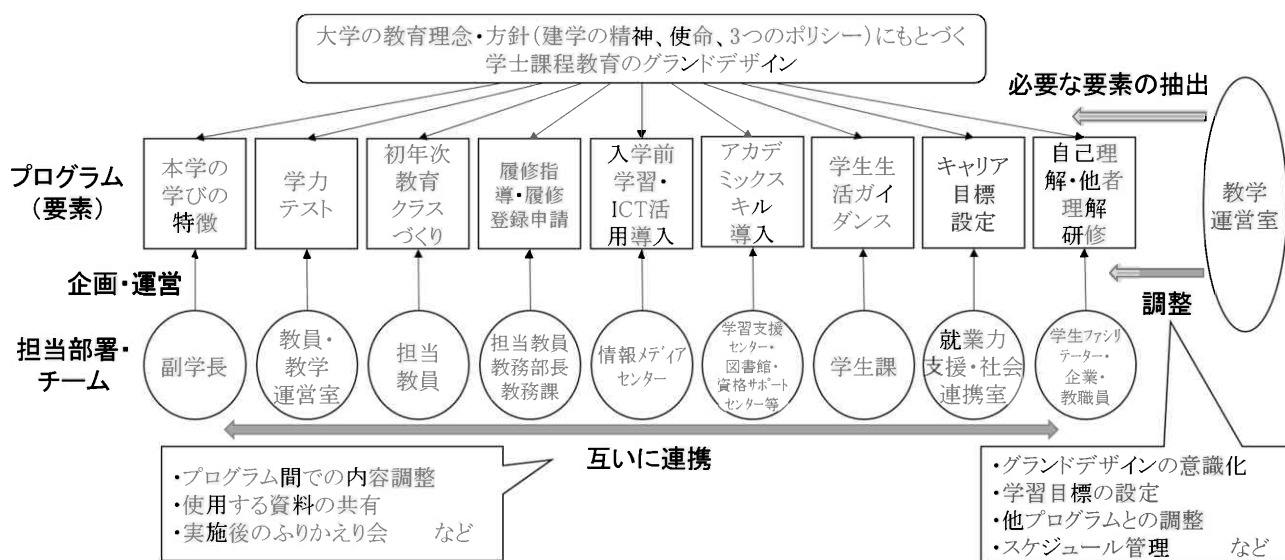 大学の教育理念・方針(建学の精神、使命、3つのポリシー)にもとづく
学士課程教育のグランドデザイン
必要な要素の抽出
プログラム
(要素)
本学の
学びの
特徴
学力
テスト
初年次
教育
クラス
づくり
履修指
導・履修
登録申請
入学前
学習・
ICT活
用導入
アカデ
ミックス
キル
導入
学生生
活ガイ
ダンス
キャリア
目標
設定
自己理
解・他者
理解
研修
教学
運営室
企画・運営
調整
担当部署・
チーム
副学長
教員・
教学
運営室
担当
教員
担当教員
教務部長
教務課
情報メディア
センター
学習支援
センター・
図書館・
資格サポート
センター等
学生課
就業力
支援・社会
連携室
学生ファシリ
テーター・
企業・
教職員
互いに連携
・プログラム間での内容調整
・使用する資料の共有
・実施後のふりかえり会 など
・グランドデザインの意識化
・学習目標の設定
・他プログラムとの調整
・スケジュール管理 など